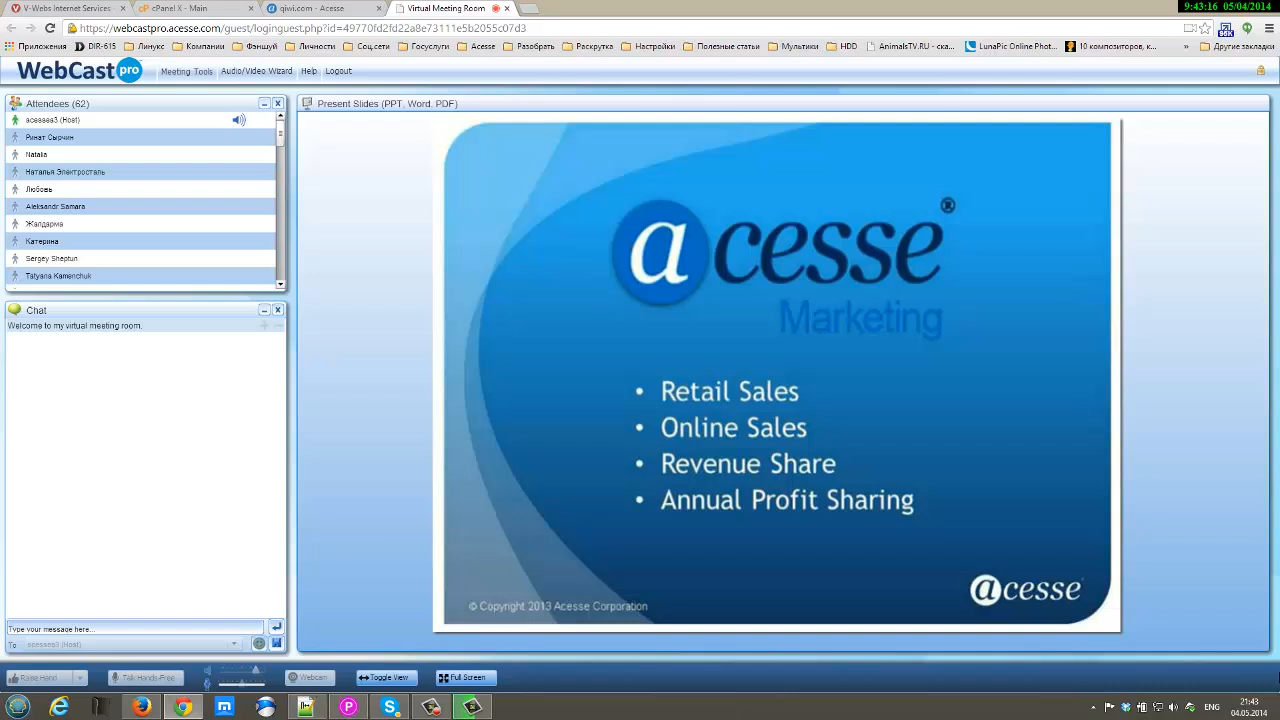 9:43:16 05/04/2014
V-Webs Internet Services
cPanel X - Main
qiwi.com - Acesse
Virtual Meeting Room
https://webcastpro.acesse.com/guest/loginguest.php?id=49770fd2fd22a8e73111e5b2055c07d3
Приложения
DIR-615
Линукс
Компании
Фэншуй
Личности
Соц.сети
Госуслуги
Acesse
Разобрать
Раскрутка
Настройки
Полезные статьи
Мультики
HDD
AnimalsTV.RU - ска...
LunaPic Online Phot...
10 композиторов, к...
»
Другие закладки
WebCast pro
Meeting Tools
Audio/Video Wizard
Help
Logout
Attendees (62)
acessea3 (Host)
Ринат Сырчин
Natalia
Наталья Электросталь
Любовь
Aleksandr Samara
Жалдарма
Катерина
Sergey Sheptun
Tatyana Kamenchuk
Chat
Welcome to my virtual meeting room.
Type your message here...
To acessea3 (Host)
Present Slides (PPT, Word, PDF)
acesse®
Marketing
• Retail Sales
• Online Sales
• Revenue Share
• Annual Profit Sharing
© Copyright 2013 Acesse Corporation
acesse
Raise Hand
Talk Hands-Free
Webcam
Toggle View
Full Screen
ENG
21:43
04.05.2014